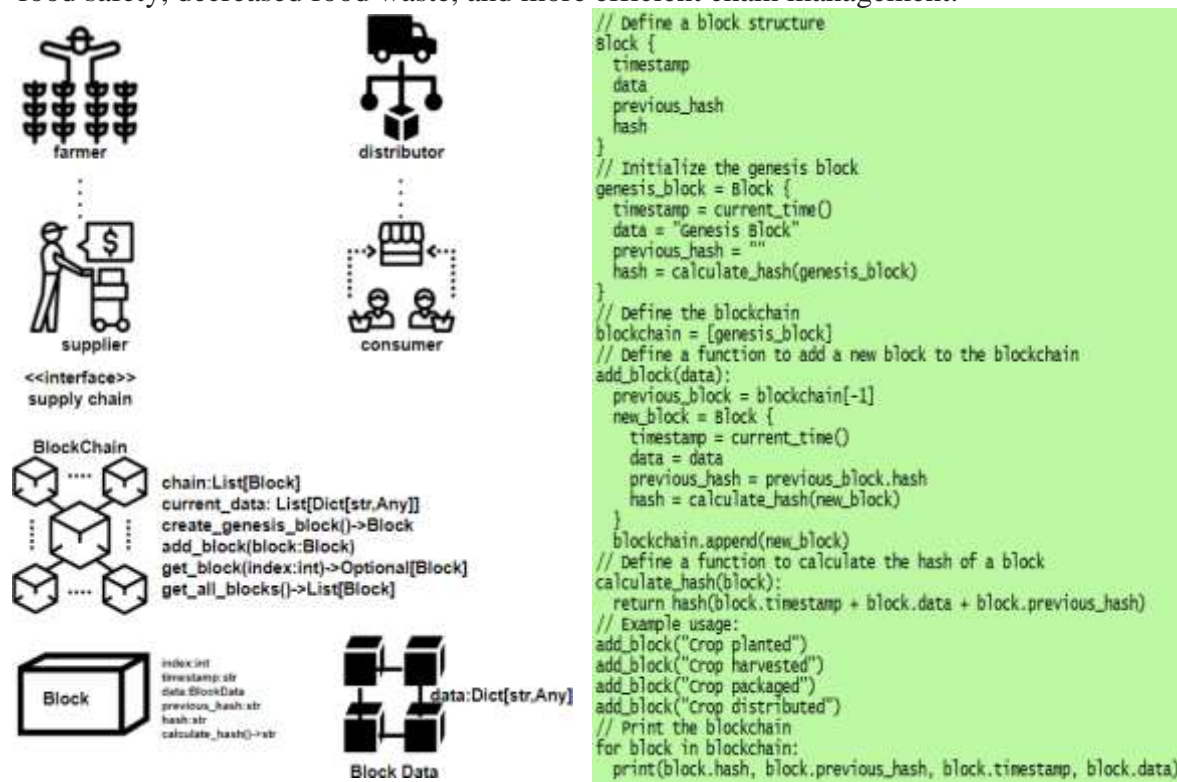 food safety, decreased food waste, and more efficient chain management.
farmer
distributor
$
supplier
consumer
<<interface>>
supply chain
BlockChain
chain:List[Block]
current_data: List[Dict[str,Any]]
create_genesis_block()->Block
add_block(block:Block)
get_block(index:int)->Optional[Block]
get_all_blocks()->List[Block]
Block
index:int
timestamp:str
data:BlockData
previous_hash:str
hash:str
calculate_hash()->str
data:Dict[str,Any]
Block Data
// Define a block structure
Block {
  timestamp
  data
  previous_hash
  hash
}
// Initialize the genesis block
genesis_block = Block {
  timestamp = current_time()
  data = "Genesis Block"
  previous_hash = ""
  hash = calculate_hash(genesis_block)
}
// Define the blockchain
blockchain = [genesis_block]
// Define a function to add a new block to the blockchain
add_block(data):
  previous_block = blockchain[-1]
  new_block = Block {
    timestamp = current_time()
    data = data
    previous_hash = previous_block.hash
    hash = calculate_hash(new_block)
  }
  blockchain.append(new_block)
// Define a function to calculate the hash of a block
calculate_hash(block):
  return hash(block.timestamp + block.data + block.previous_hash)
// Example usage:
add_block("Crop planted")
add_block("Crop harvested")
add_block("Crop packaged")
add_block("Crop distributed")
// Print the blockchain
for block in blockchain:
  print(block.hash, block.previous_hash, block.timestamp, block.data)